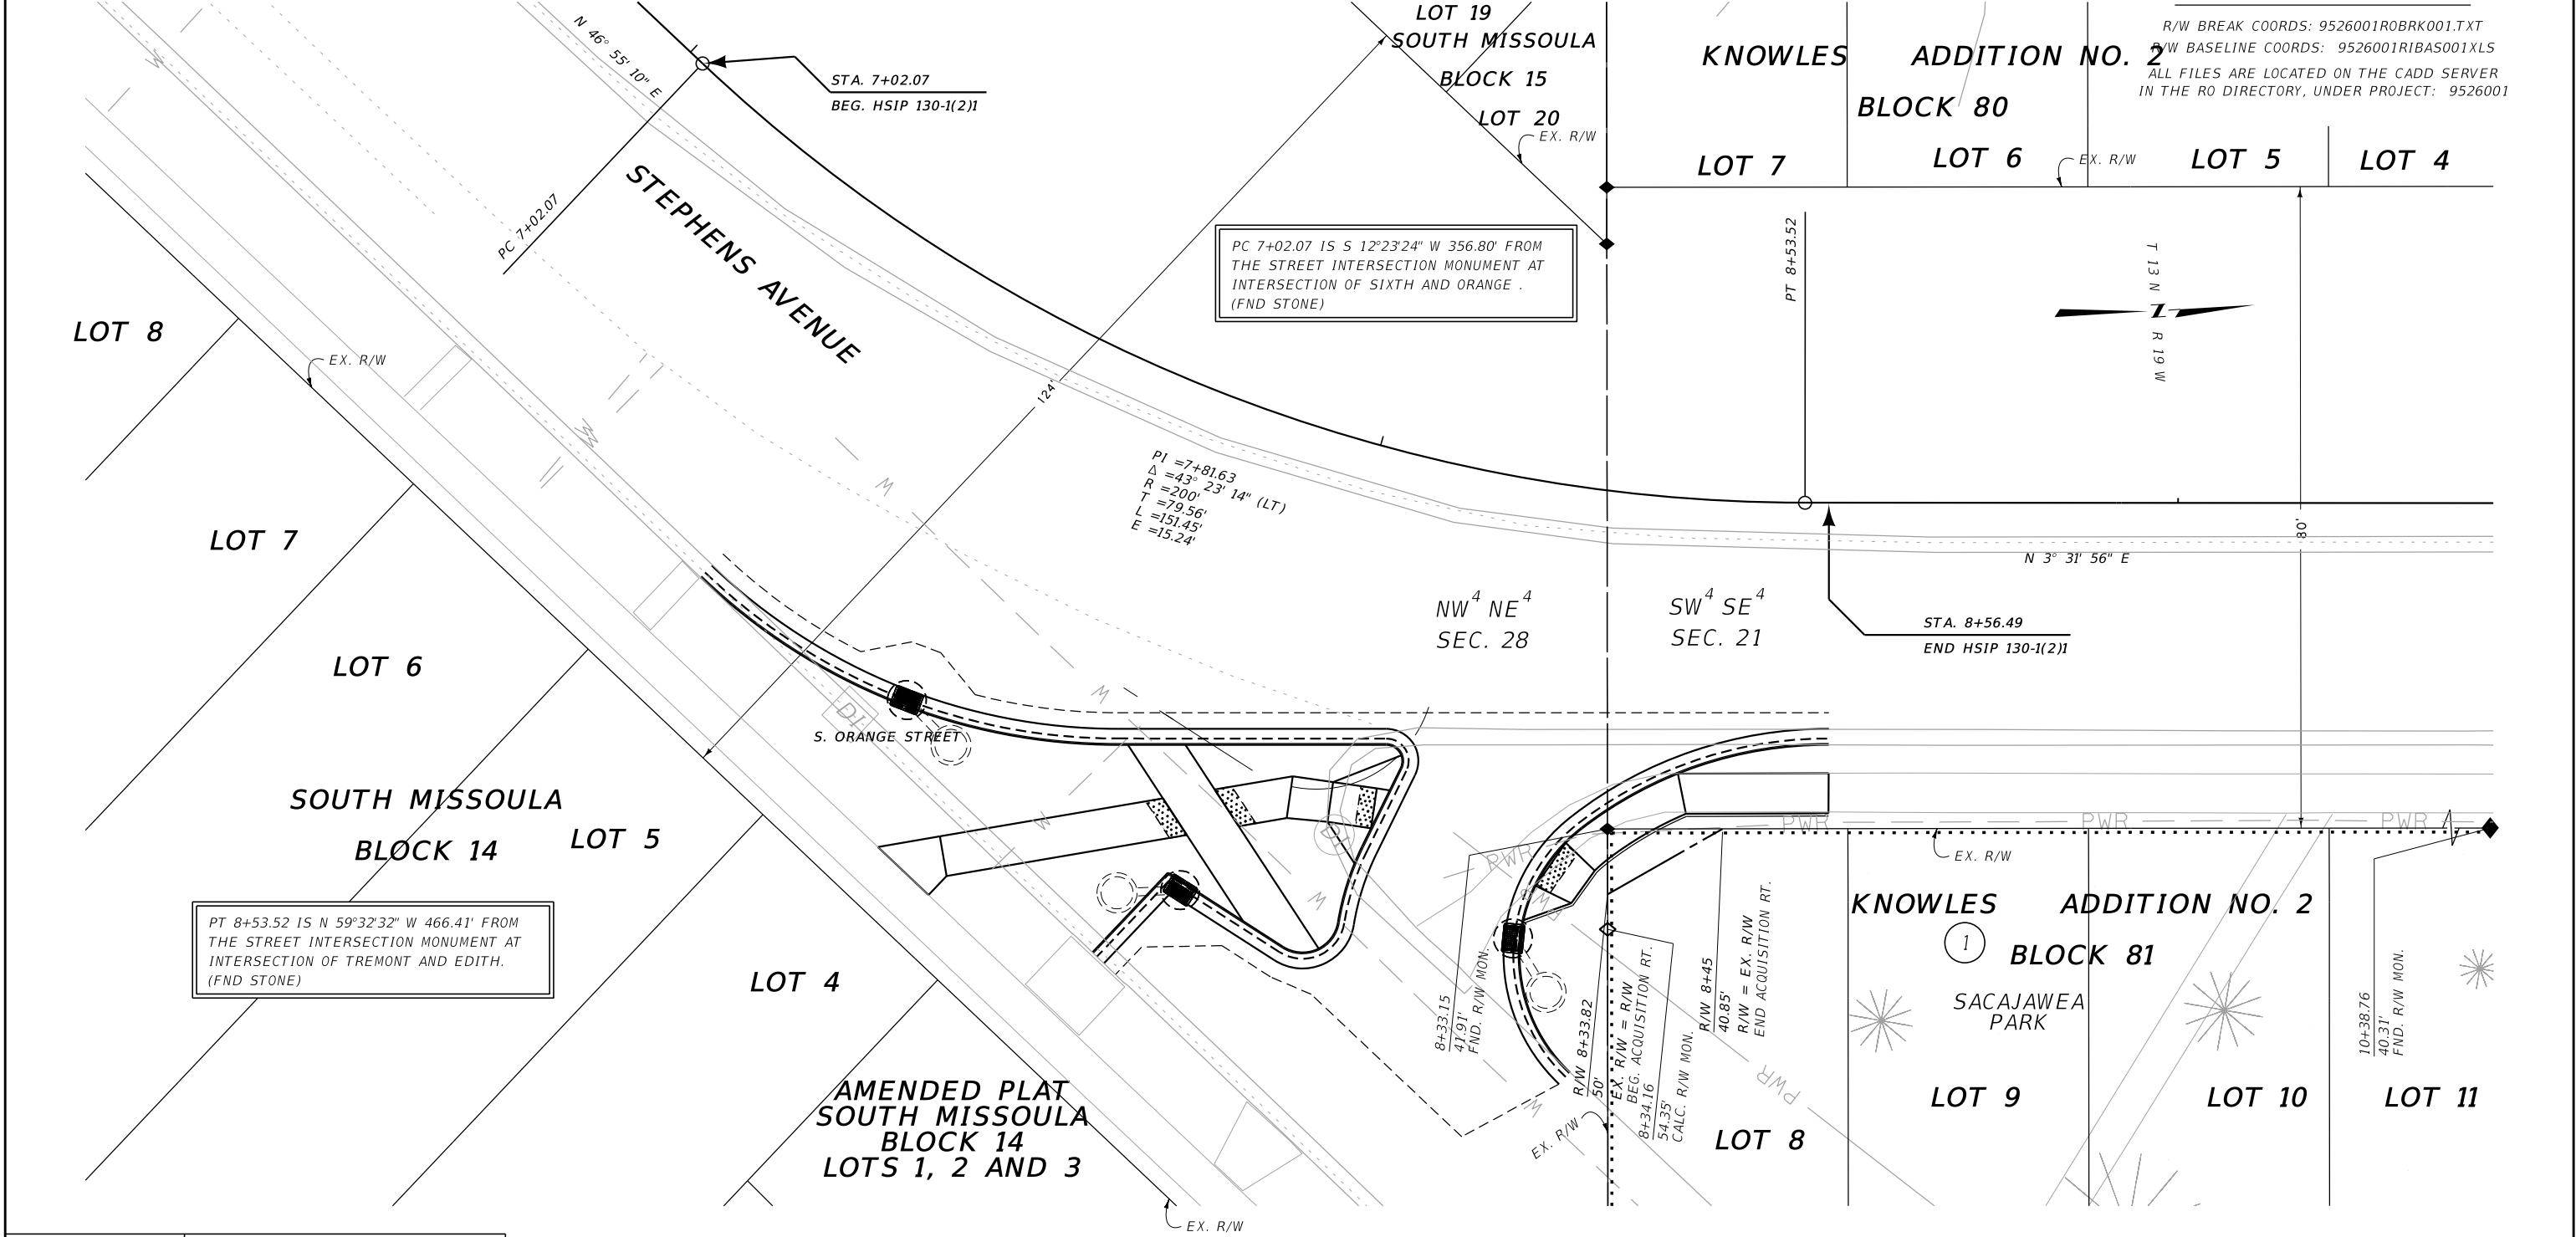 N 46° 55' 10" E
STA. 7+02.07
BEG. HSIP 130-1(2)1
LOT 19
SOUTH MISSOULA
BLOCK 15
LOT 20
EX. R/W
KNOWLES ADDITION NO. 2
BLOCK 80
LOT 7
LOT 6
EX. R/W
LOT 5
LOT 4
R/W BREAK COORDS: 9526001ROBRK001.TXT
R/W BASELINE COORDS: 9526001RIBAS001XLS
ALL FILES ARE LOCATED ON THE CADD SERVER
IN THE RO DIRECTORY, UNDER PROJECT: 9526001
PC 7+02.07
STEPHENS AVENUE
PC 7+02.07 IS S 12°23'24" W 356.80' FROM
THE STREET INTERSECTION MONUMENT AT
INTERSECTION OF SIXTH AND ORANGE .
(FND STONE)
PT 8+53.52
T 13 N
Z
R 19 W
LOT 8
EX. R/W
124'
W
W
W
PI =7+81.63
Δ =43° 23' 14" (LT)
R =200'
T =79.56'
L =151.45'
E =15.24'
80'
N 3° 31' 56" E
LOT 7
NW4 NE4
SEC. 28
SW4 SE4
SEC. 21
STA. 8+56.49
END HSIP 130-1(2)1
LOT 6
DI
S. ORANGE STREET
W
W
DI
W
W
SOUTH MISSOULA
BLOCK 14
LOT 5
PWR
PWR
PWR
PWR
PWR
EX. R/W
PT 8+53.52 IS N 59°32'32" W 466.41' FROM
THE STREET INTERSECTION MONUMENT AT
INTERSECTION OF TREMONT AND EDITH.
(FND STONE)
LOT 4
KNOWLES ADDITION NO. 2
1
BLOCK 81
SACAJAWEA
PARK
8+33.15
41.91'
FND. R/W MON.
R/W 8+33.82
50'
EX. R/W = R/W
BEG. ACQUISITION RT.
8+34.16
54.35'
CALC. R/W MON.
R/W 8+45
40.85'
R/W = EX. R/W
END ACQUISITION RT.
10+38.76
40.31'
FND. R/W MON.
PWR
AMENDED PLAT
SOUTH MISSOULA
BLOCK 14
LOTS 1, 2 AND 3
EX. R/W
LOT 8
LOT 9
LOT 10
LOT 11
EX. R/W